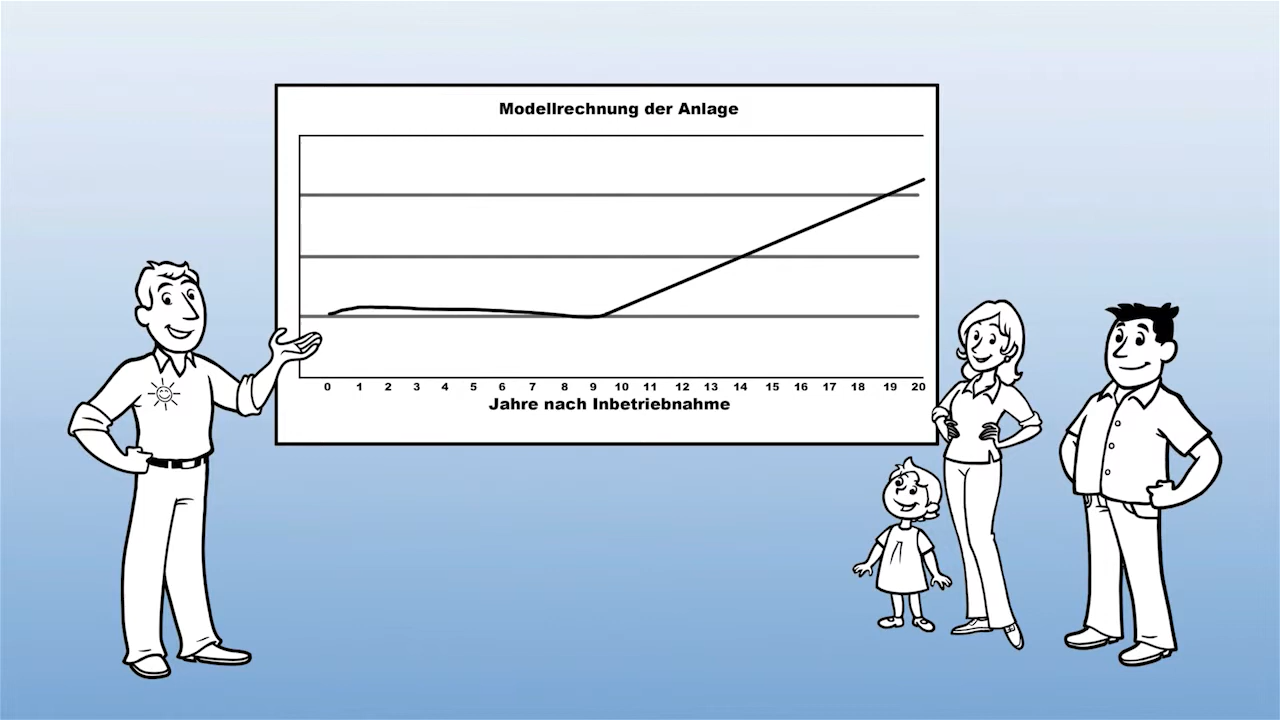 Modellrechnung der Anlage
0 1 2 3 4 5 6 7 8 9 10 11 12 13 14 15 16 17 18 19 20
Jahre nach Inbetriebnahme